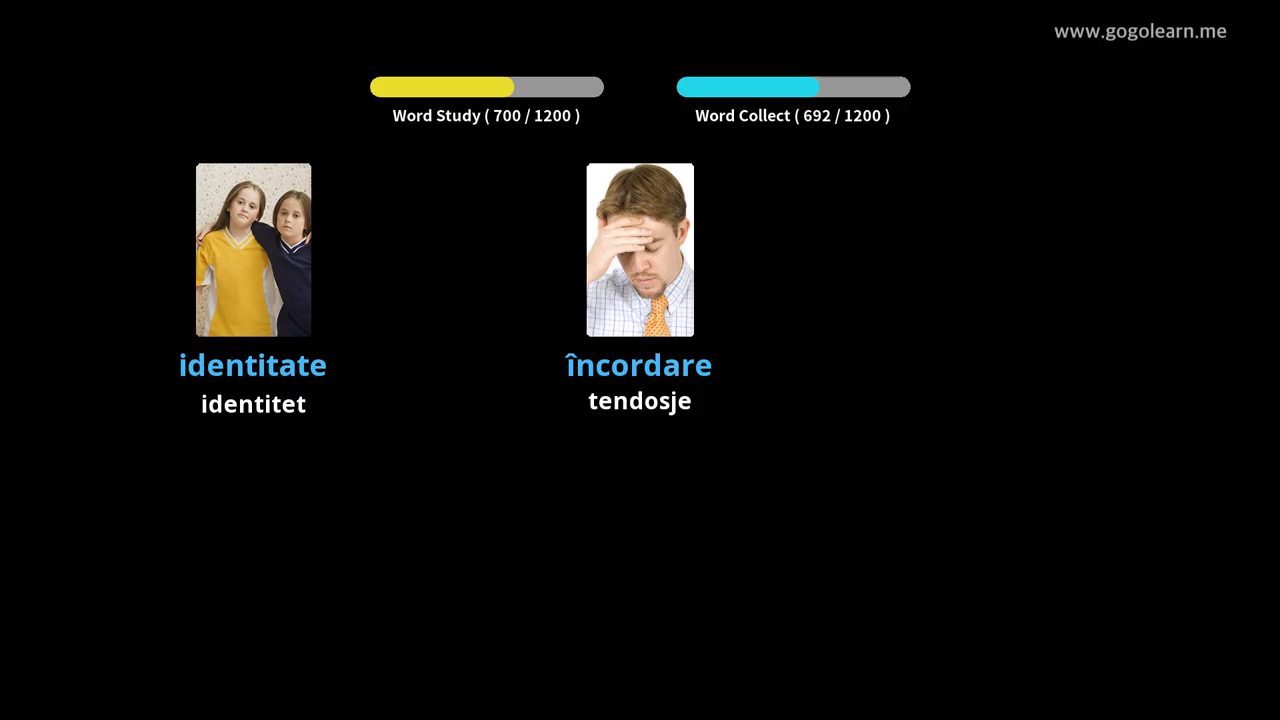 www.gogolearn.me
Word Study ( 700 / 1200 )
Word Collect ( 692 / 1200 )
identitate
identitet
încordare
tendosje